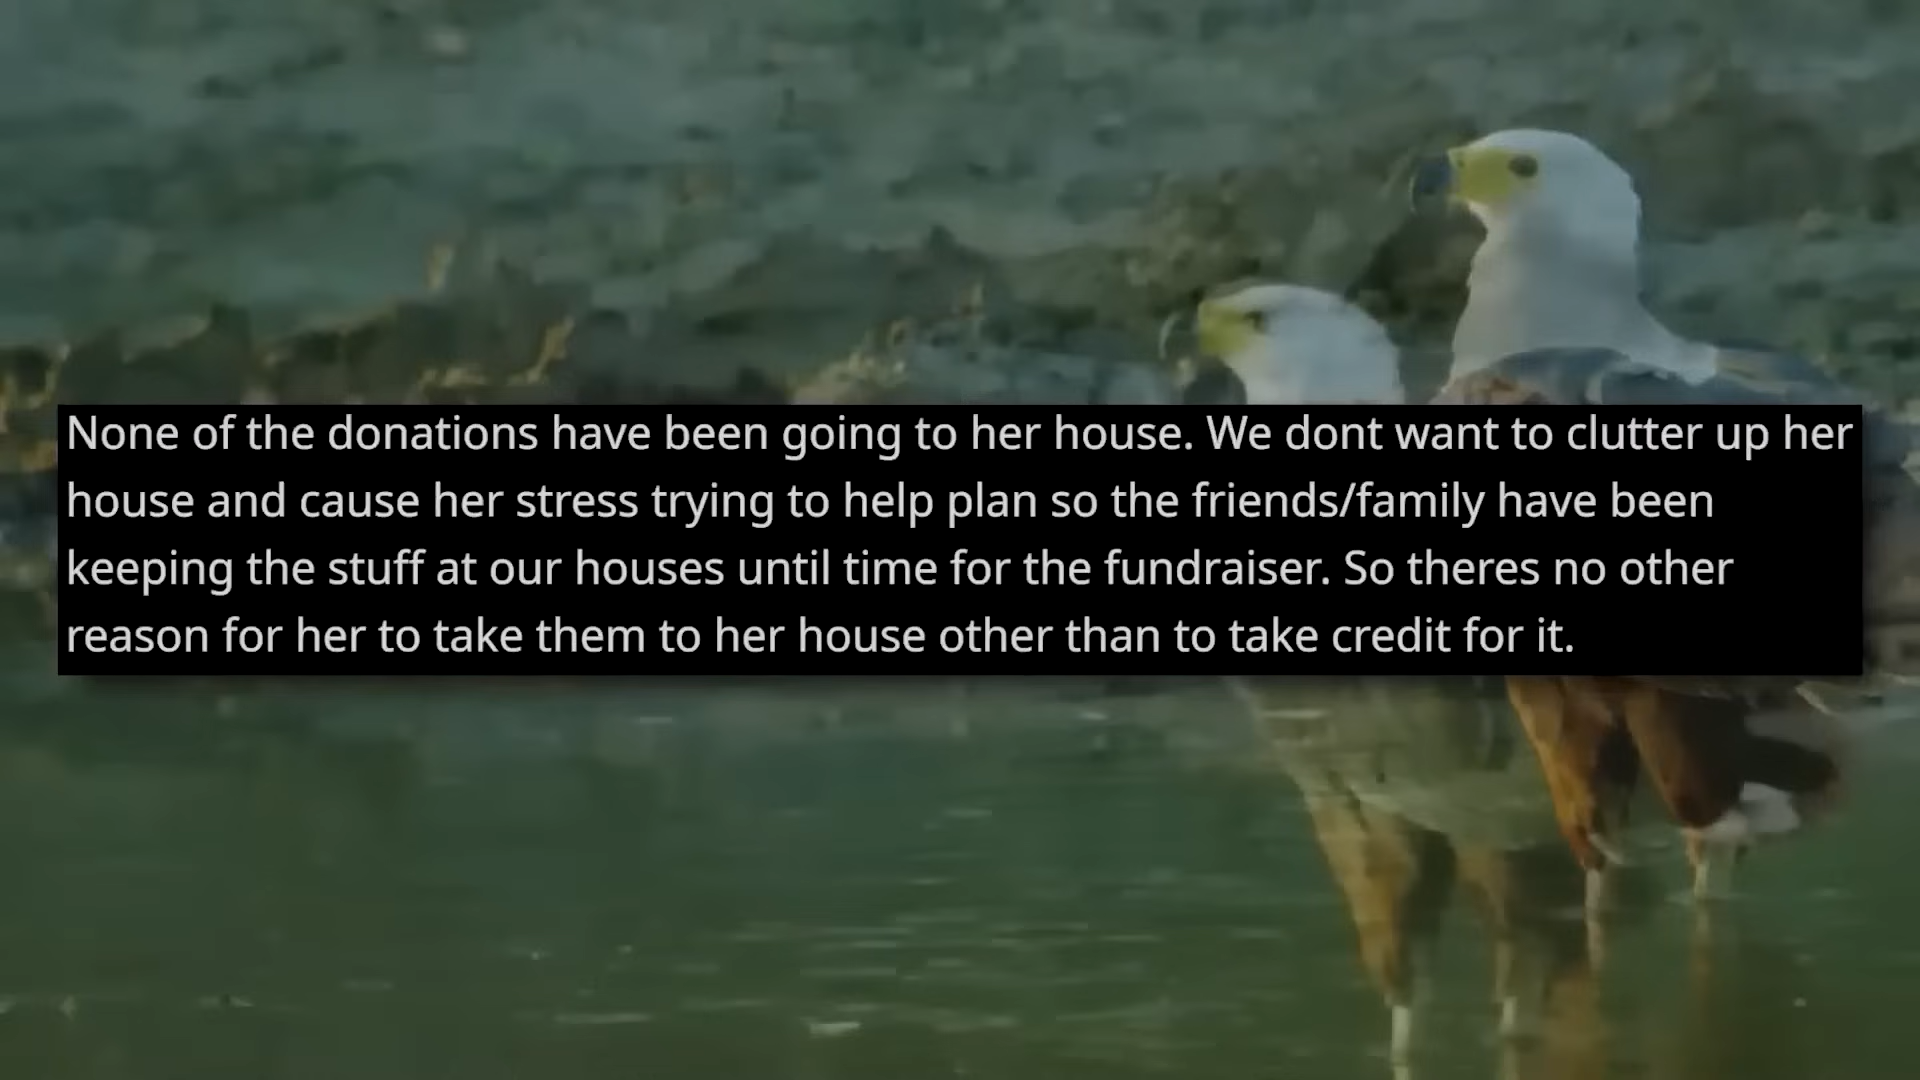 None of the donations have been going to her house. We dont want to clutter up her
house and cause her stress trying to help plan so the friends/family have been
keeping the stuff at our houses until time for the fundraiser. So theres no other
reason for her to take them to her house other than to take credit for it.